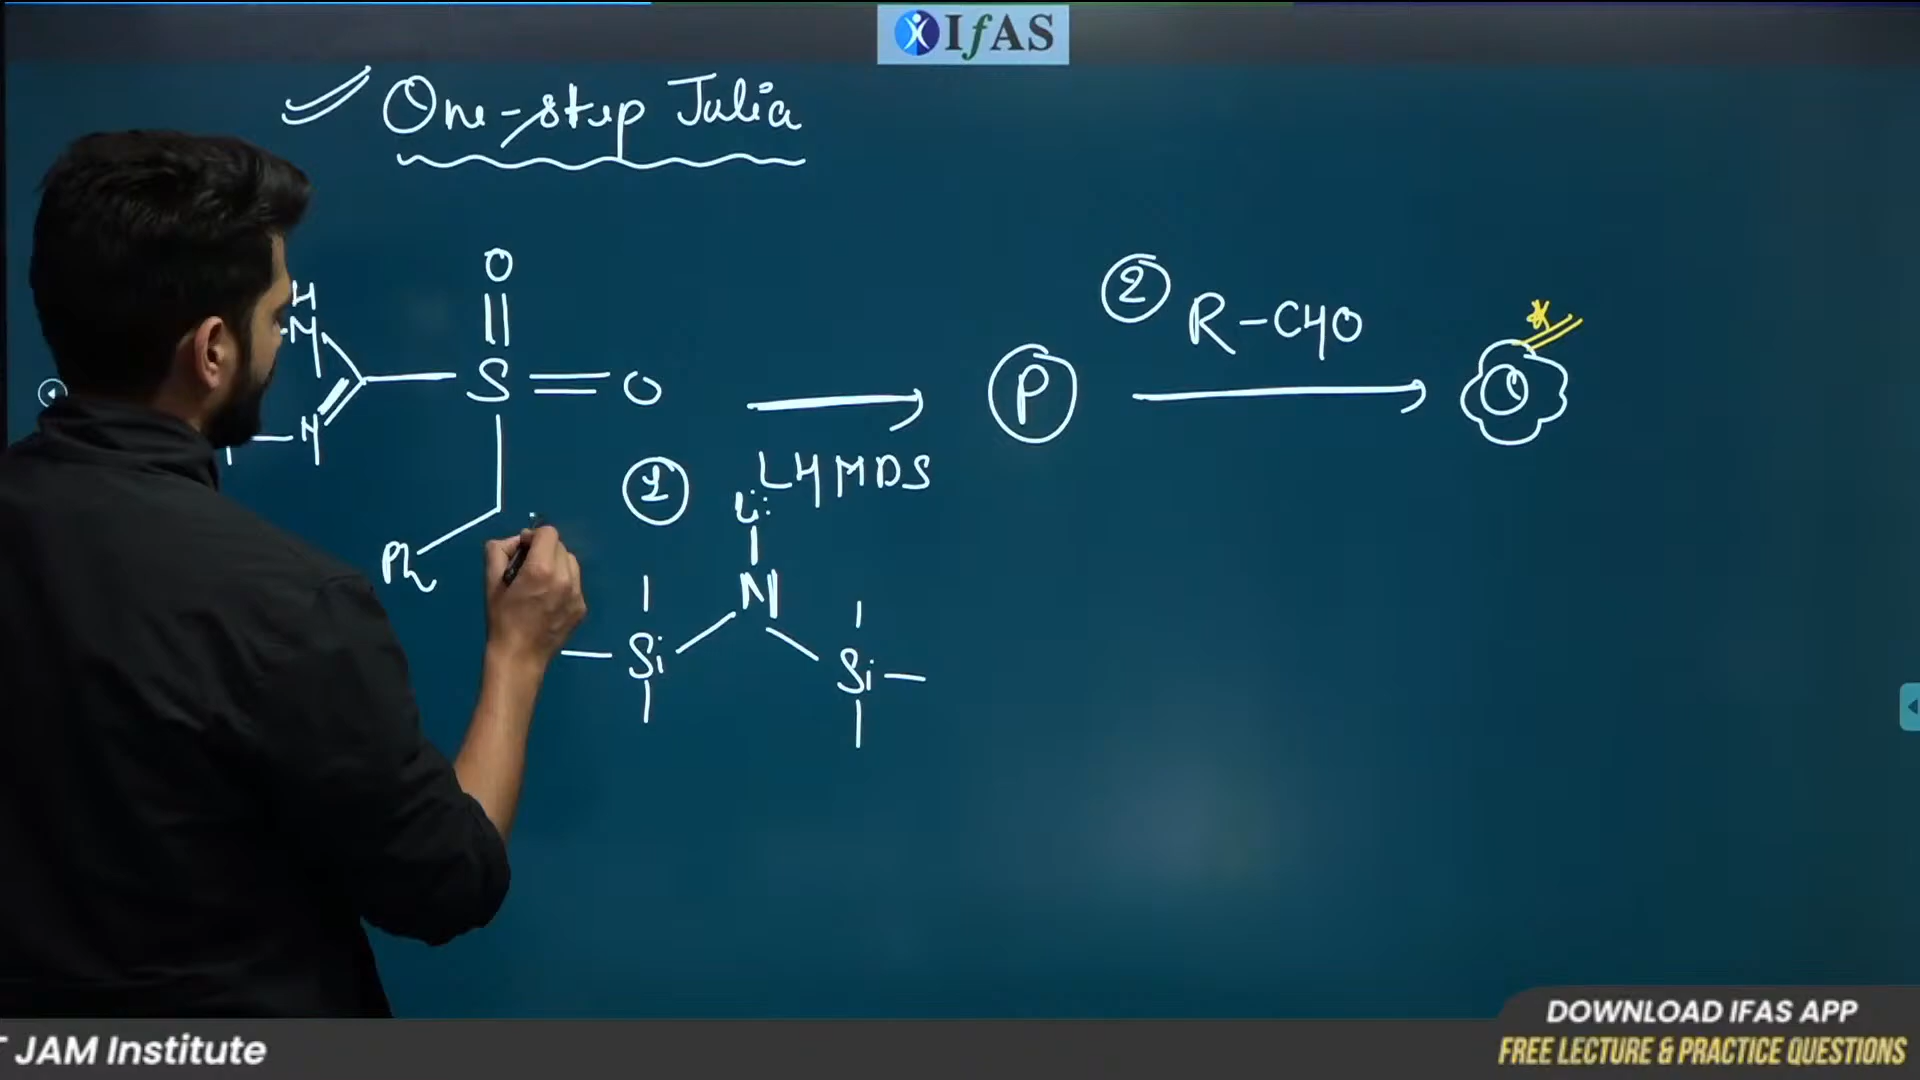 IfAS
One-step Julia
O
H
N
S
O
N
Ph
1
LHMDS
Li
N
Si
Si
P
2
R-CHO
Q
DOWNLOAD IFAS APP
T JAM Institute
FREE LECTURE & PRACTICE QUESTIONS